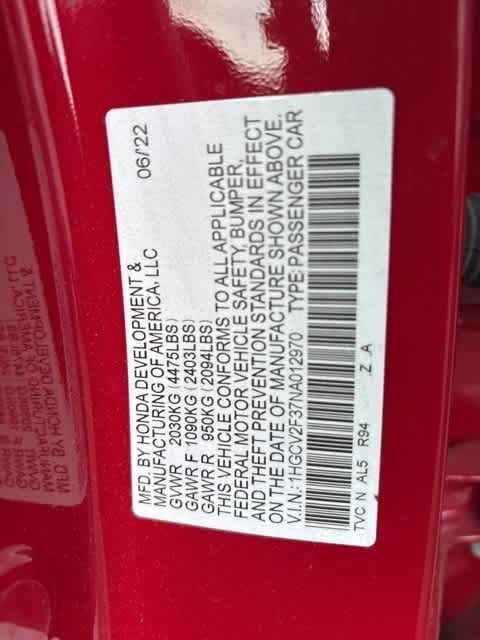 MFD. BY HONDA DEVELOPMENT & 06/22
MANUFACTURING OF AMERICA, LLC
GVWR 2030KG (4475LBS)
GAWR F 1090KG (2403LBS)
GAWR R 950KG (2094LBS)
THIS VEHICLE CONFORMS TO ALL APPLICABLE
FEDERAL MOTOR VEHICLE SAFETY, BUMPER,
AND THEFT PREVENTION STANDARDS IN EFFECT
ON THE DATE OF MANUFACTURE SHOWN ABOVE.
V.I.N.:1HGCV2F37NA012970 TYPE:PASSENGER CAR
TVC N AL5 R94 Z A